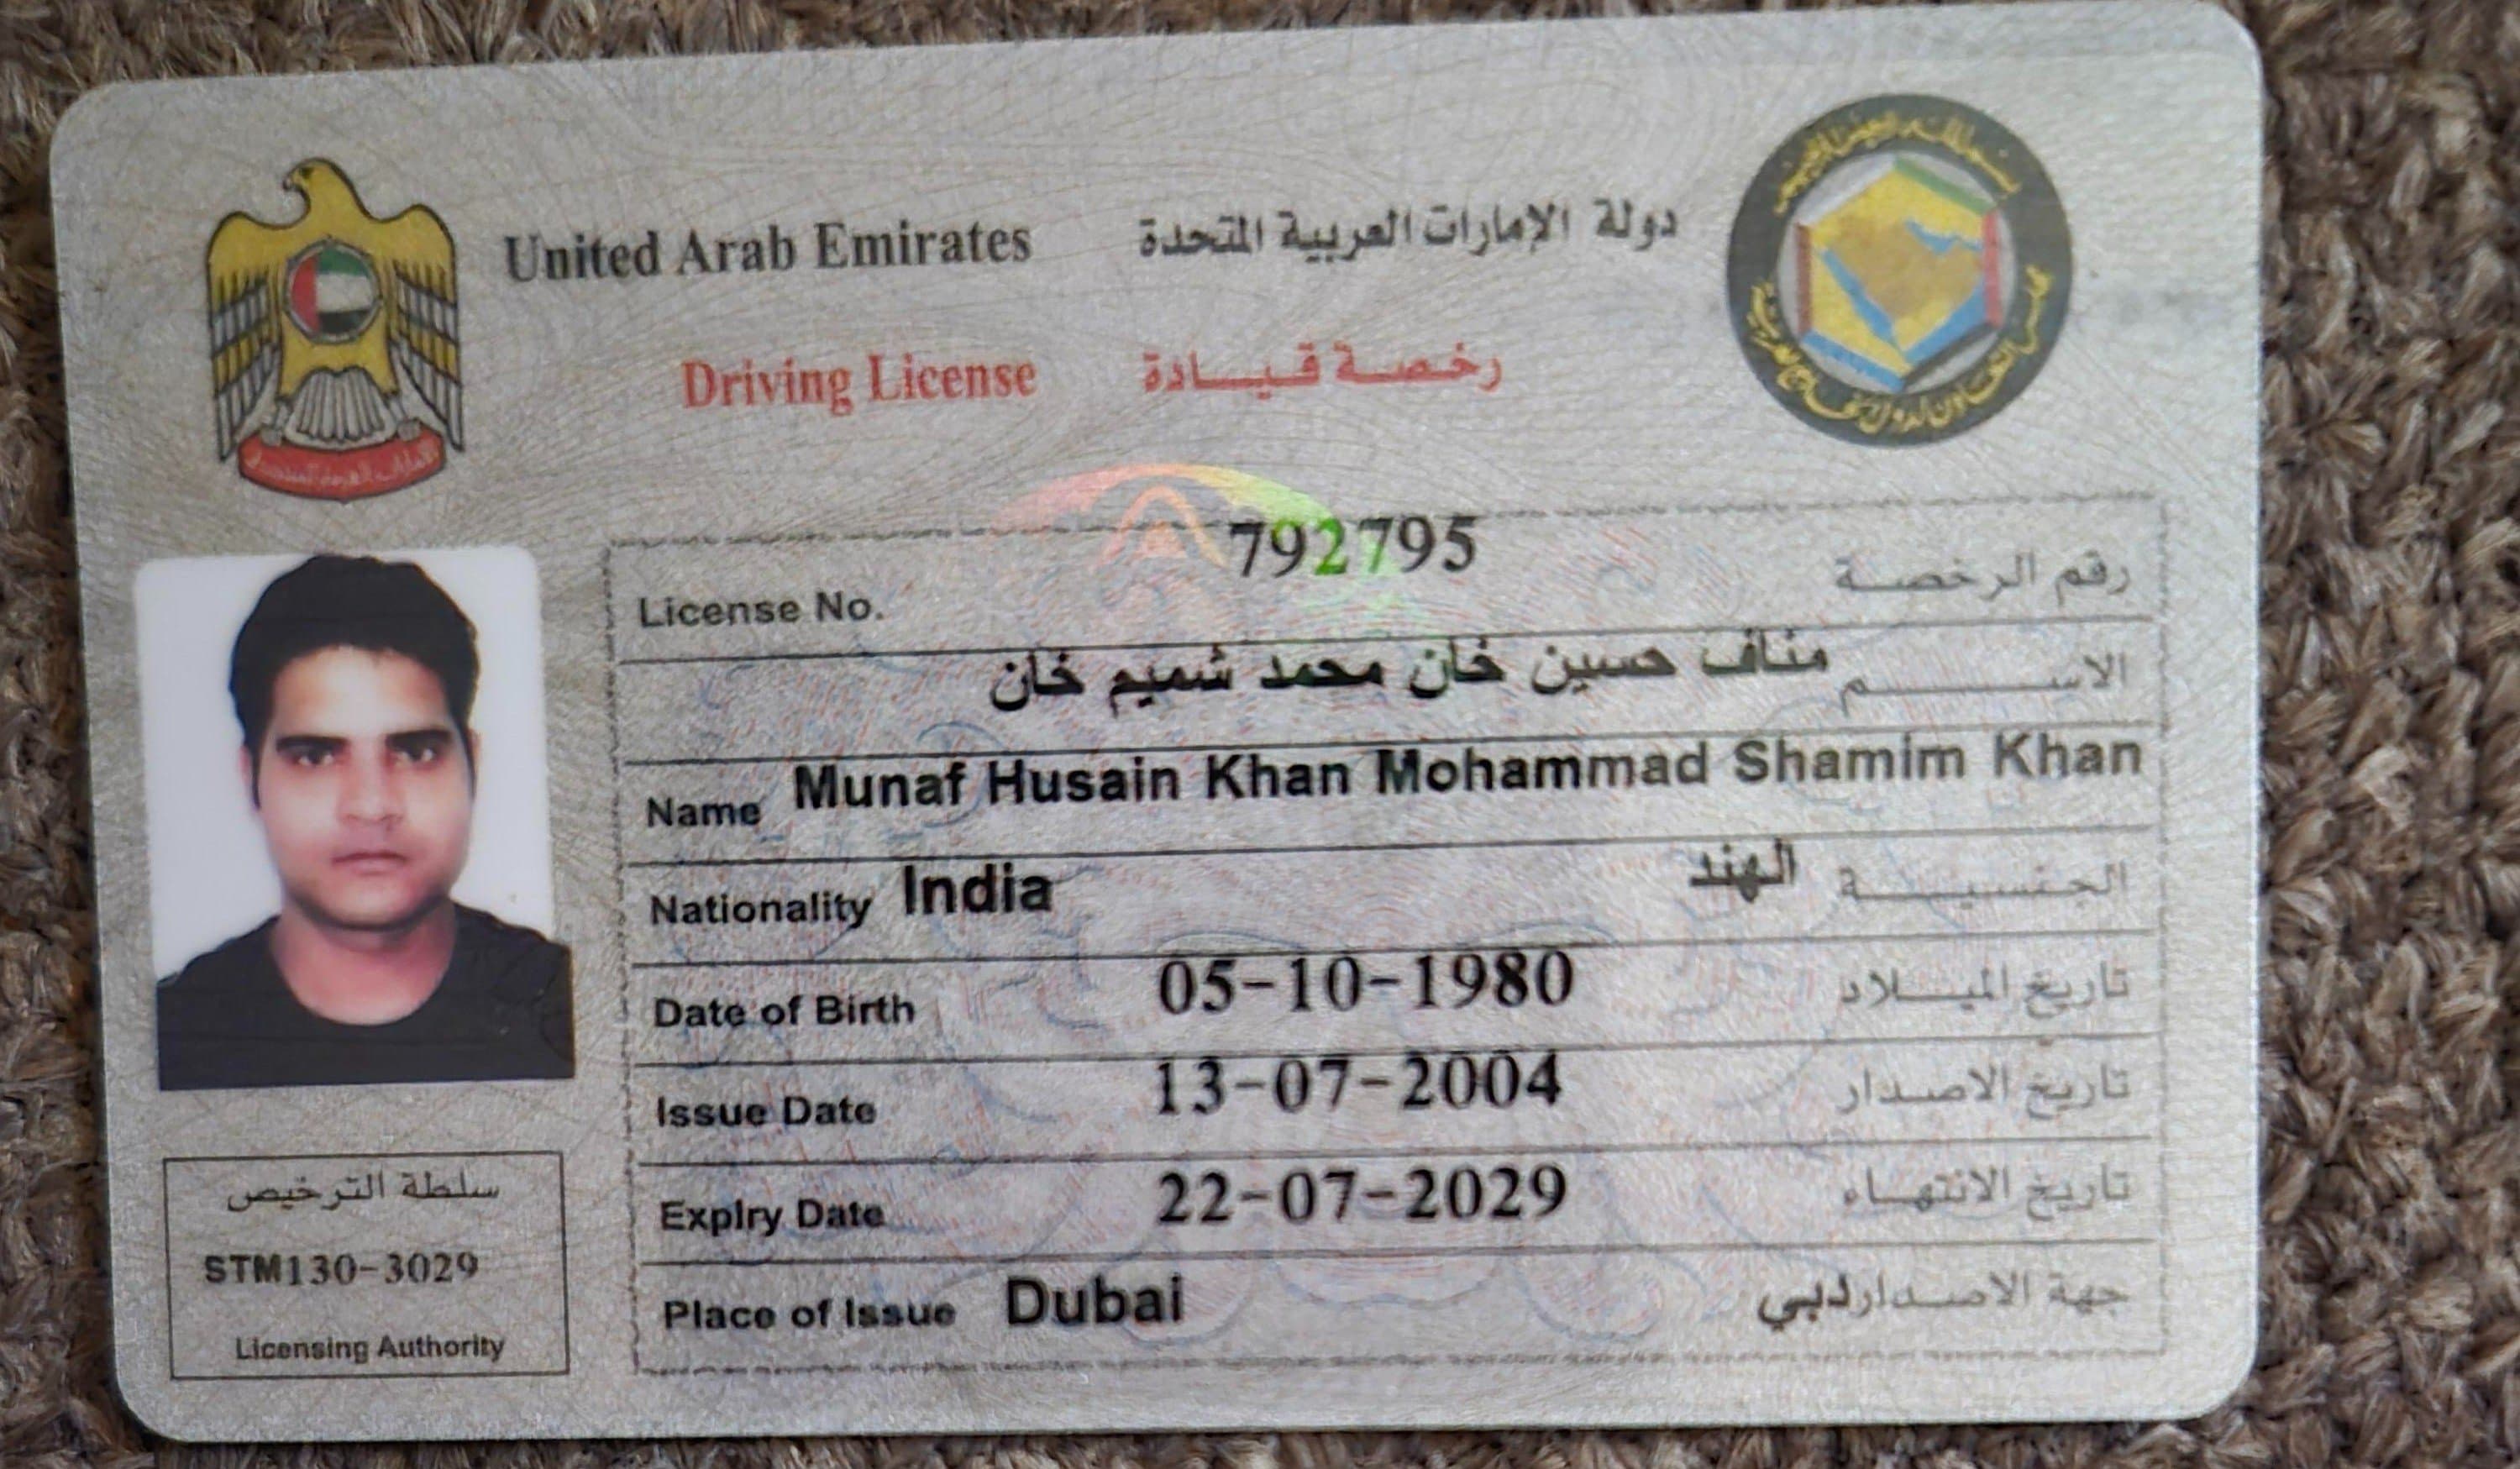 United Arab Emirates دولة الإمارات العربية المتحدة
Driving License رخصة قيادة
License No. 792795 رقم الرخصة
مناف حسين خان محمد شميم خان الاسم
Name Munaf Husain Khan Mohammad Shamim Khan
Nationality India الهند الجنسية
Date of Birth 05-10-1980 تاريخ الميلاد
Issue Date 13-07-2004 تاريخ الاصدار
Expiry Date 22-07-2029 تاريخ الانتهاء
Place of Issue Dubai دبي جهة الاصدار
سلطة الترخيص
STM130-3029
Licensing Authority